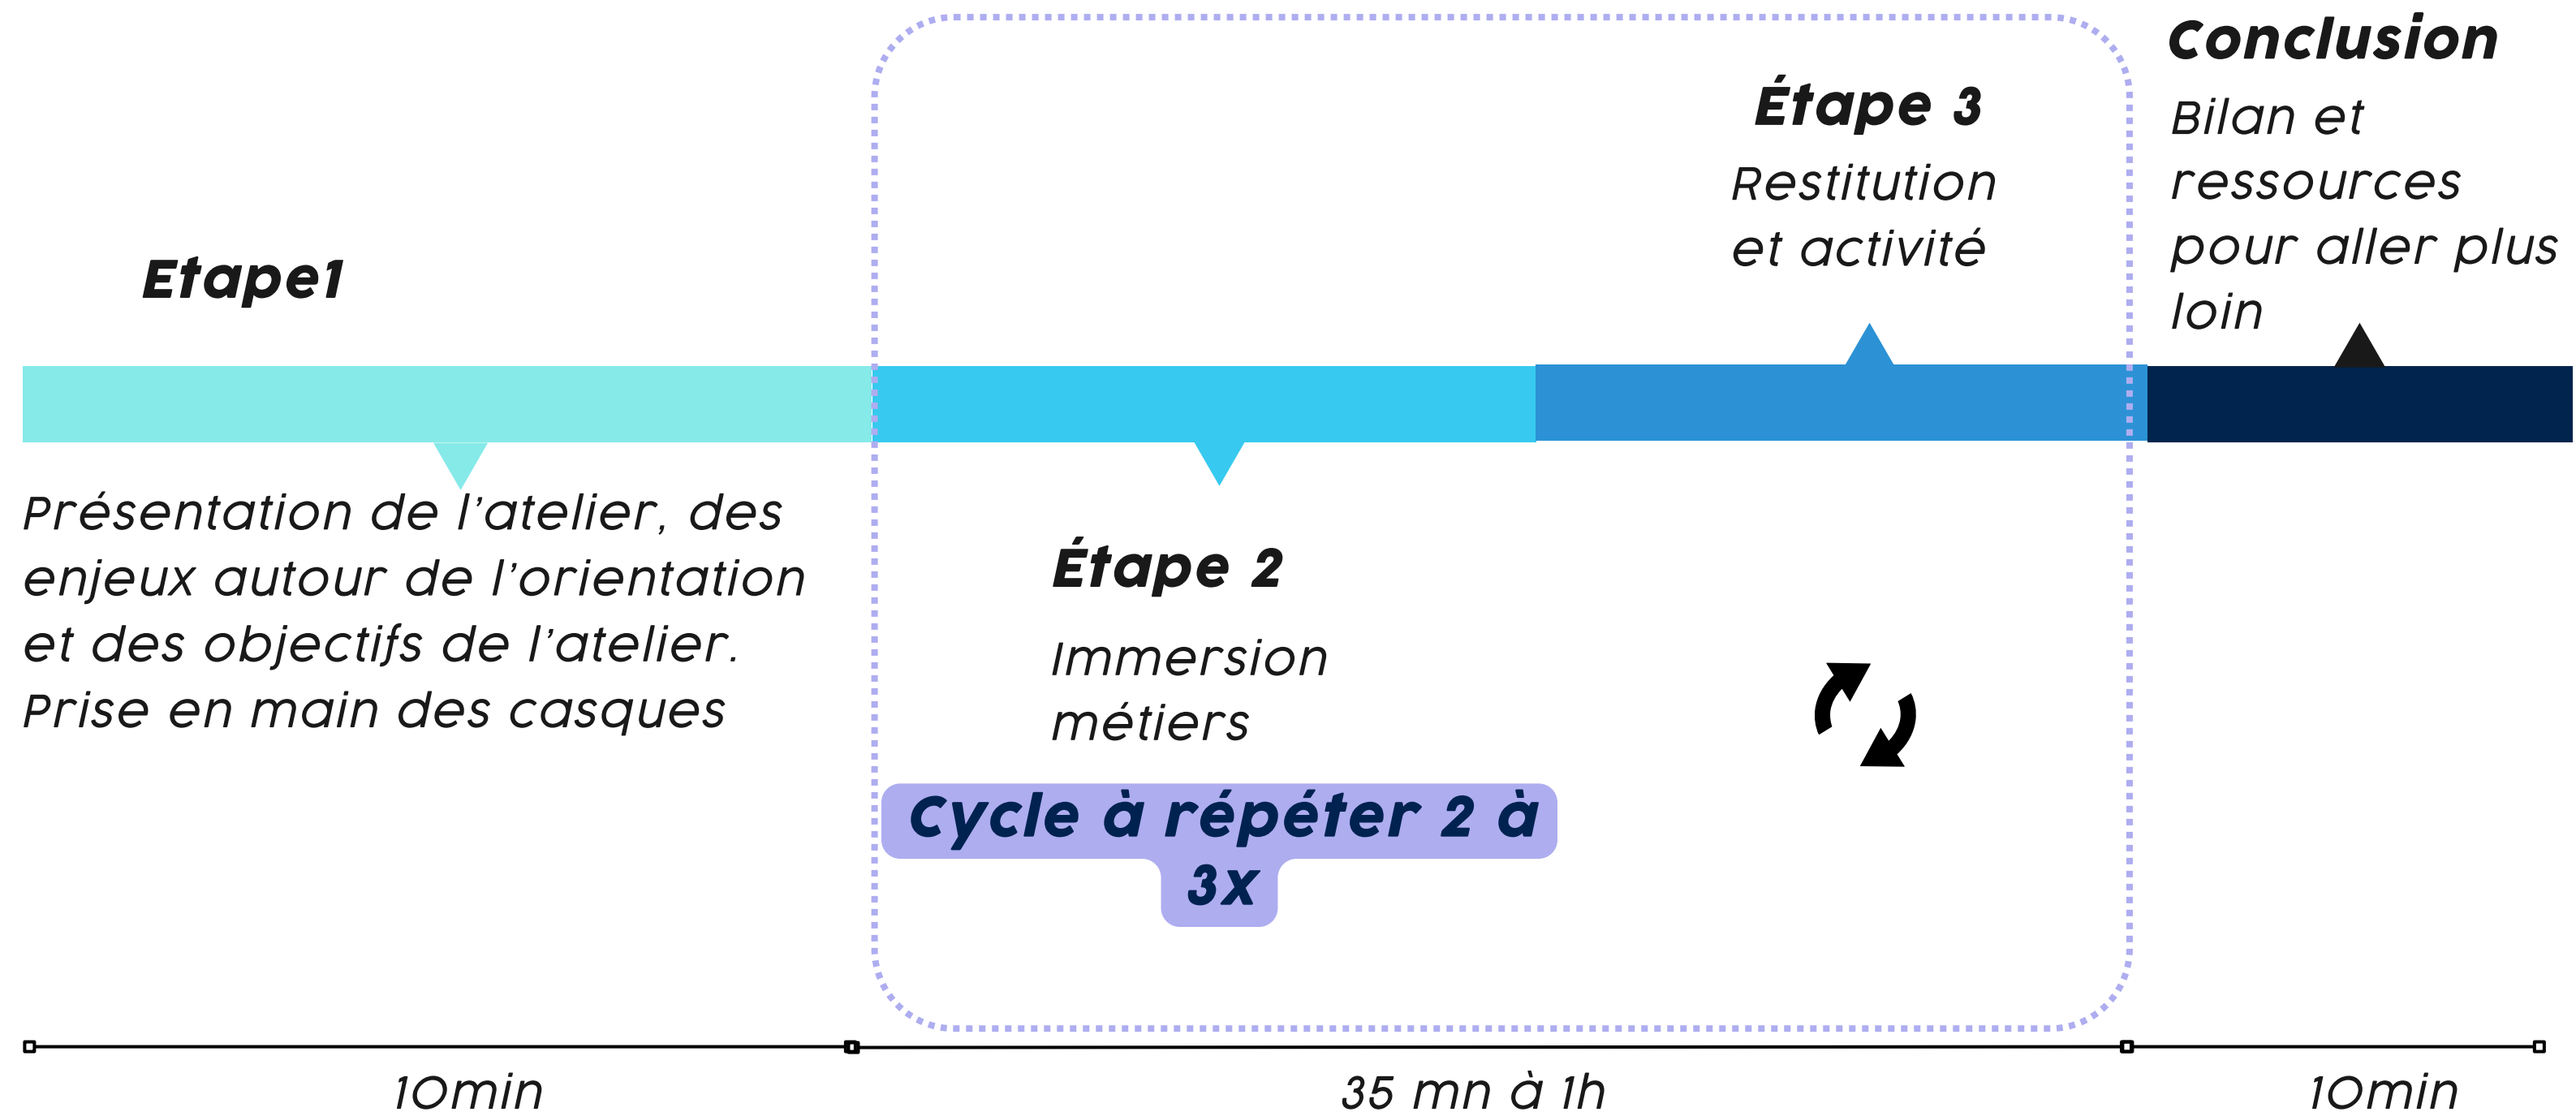 Etape1
Présentation de l'atelier, des
enjeux autour de l'orientation
et des objectifs de l'atelier.
Prise en main des casques
Étape 2
Immersion
métiers
Cycle à répéter 2 à
3x
Étape 3
Restitution
et activité
Conclusion
Bilan et
ressources
pour aller plus
loin
10min
35 mn à 1h
10min